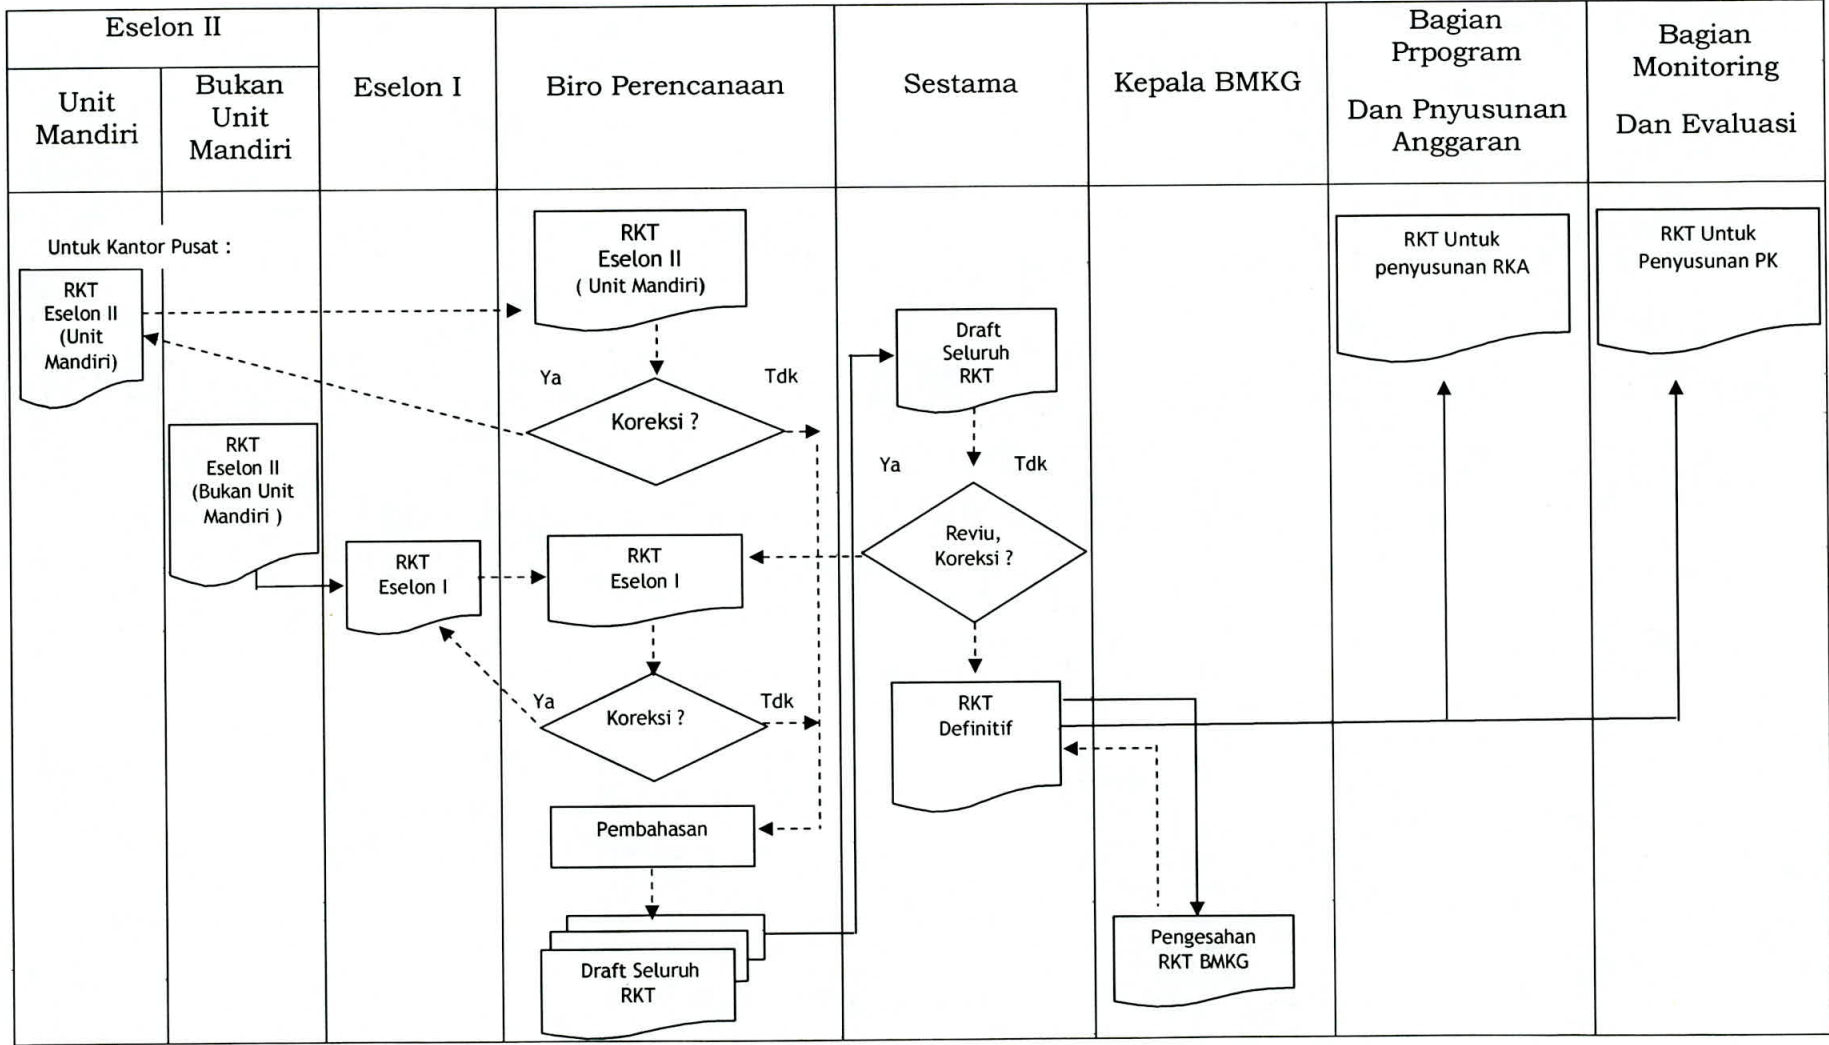 Eselon II
Unit
Mandiri
Bukan
Unit
Mandiri
Eselon I
Biro Perencanaan
Sestama
Kepala BMKG
Bagian
Prpogram
Dan Pnyusunan
Anggaran
Bagian
Monitoring
Dan Evaluasi
Untuk Kantor Pusat :
RKT
Eselon II
(Unit
Mandiri)
RKT
Eselon II
(Bukan Unit
Mandiri )
RKT
Eselon I
RKT
Eselon II
( Unit Mandiri)
Ya
Tdk
Koreksi ?
RKT
Eselon I
Ya
Tdk
Koreksi ?
Pembahasan
Draft Seluruh
RKT
Draft
Seluruh
RKT
Ya
Tdk
Reviu,
Koreksi ?
RKT
Definitif
Pengesahan
RKT BMKG
RKT Untuk
penyusunan RKA
RKT Untuk
Penyusunan PK